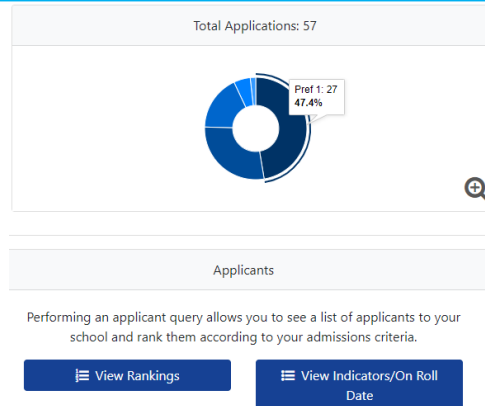 Total Applications: 57
Pref 1: 27
47.4%
Applicants
Performing an applicant query allows you to see a list of applicants to your
school and rank them according to your admissions criteria.
View Rankings
View Indicators/On Roll
Date